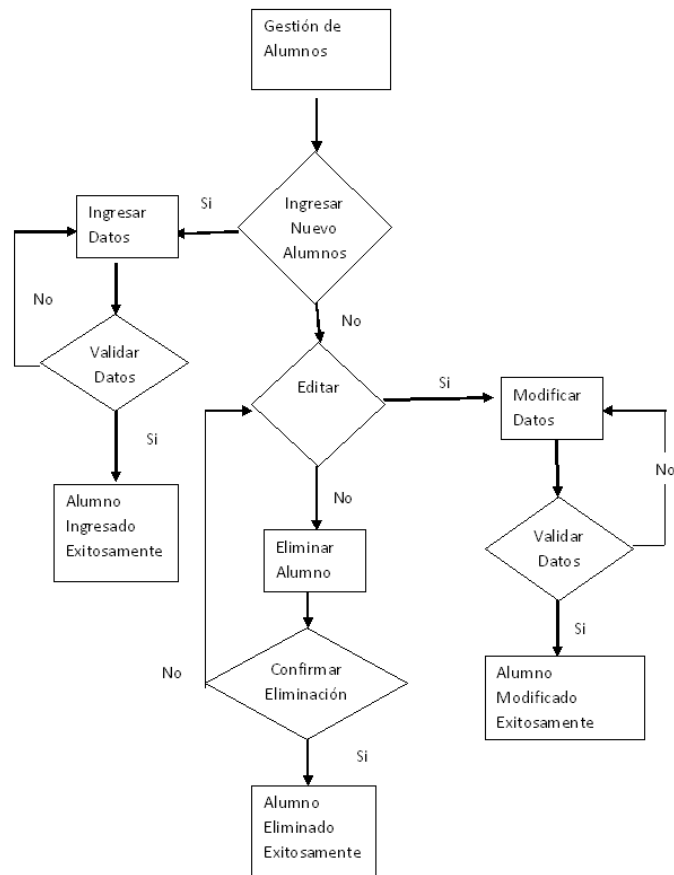 Gestión de
Alumnos
Ingresar
Nuevo
Alumnos
Si
Ingresar
Datos
No
Validar
Datos
Si
Alumno
Ingresado
Exitosamente
No
Editar
Si
Modificar
Datos
No
Validar
Datos
Si
Alumno
Modificado
Exitosamente
No
Eliminar
Alumno
Confirmar
Eliminación
No
Si
Alumno
Eliminado
Exitosamente